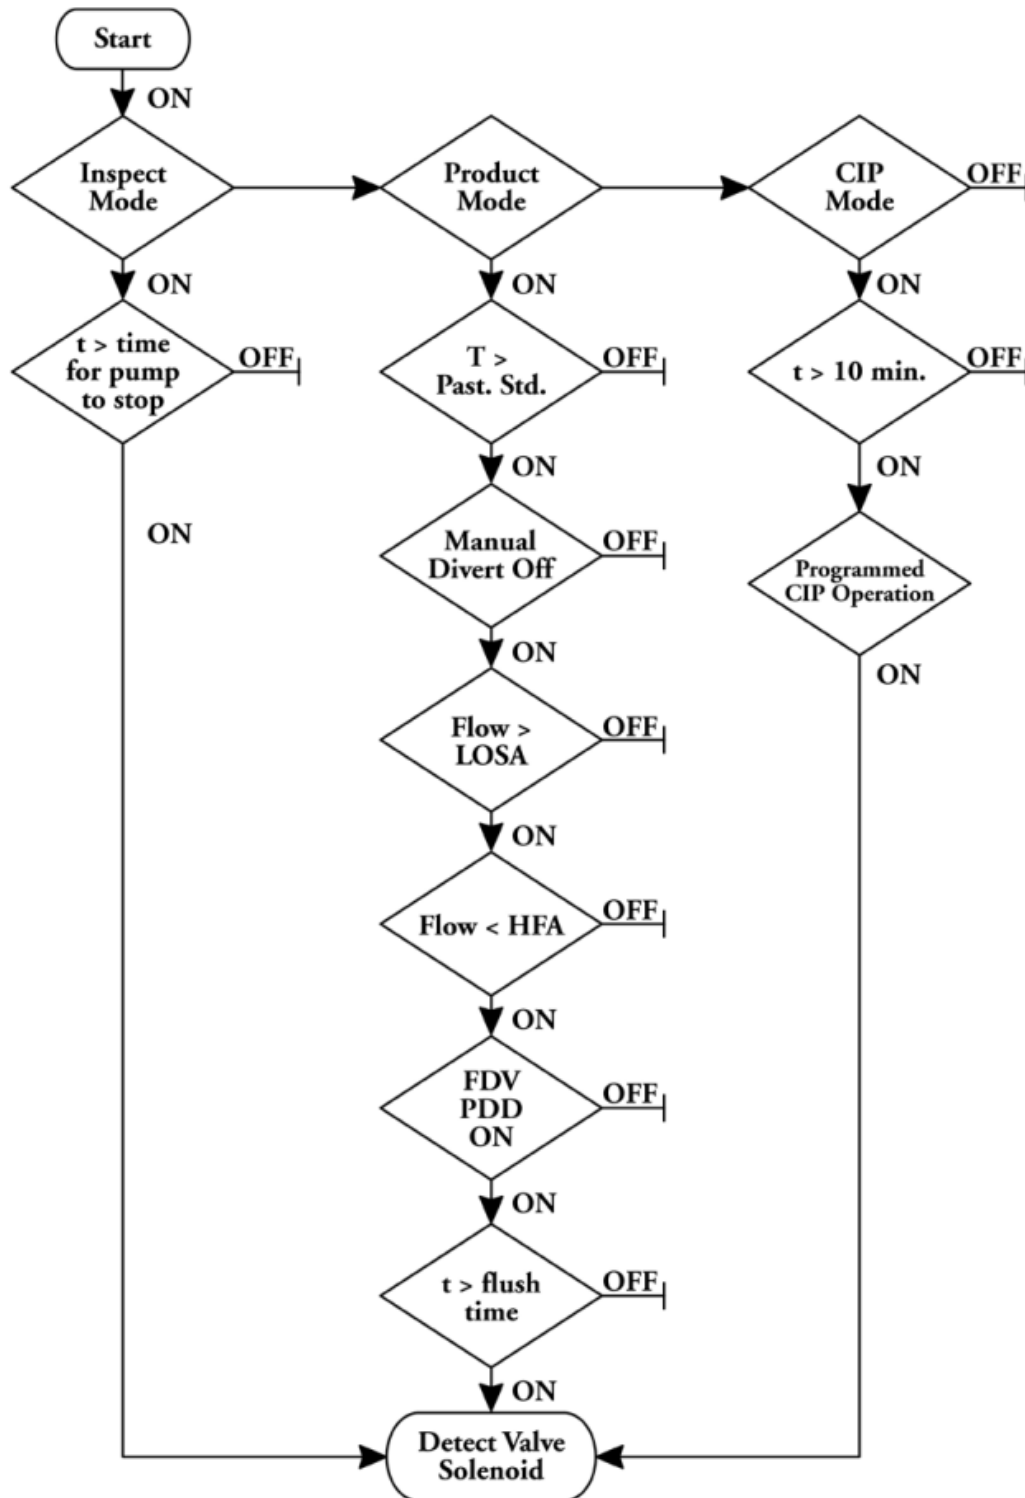 Start
ON
Inspect
Mode
Product
Mode
CIP
Mode
OFF
ON
ON
ON
t > time
for pump
to stop
OFF
T >
Past. Std.
OFF
t > 10 min.
OFF
ON
ON
ON
Manual
Divert Off
OFF
Programmed
CIP Operation
ON
ON
Flow >
LOSA
OFF
ON
Flow < HFA
OFF
ON
FDV
PDD
ON
OFF
ON
t > flush
time
OFF
ON
Detect Valve
Solenoid